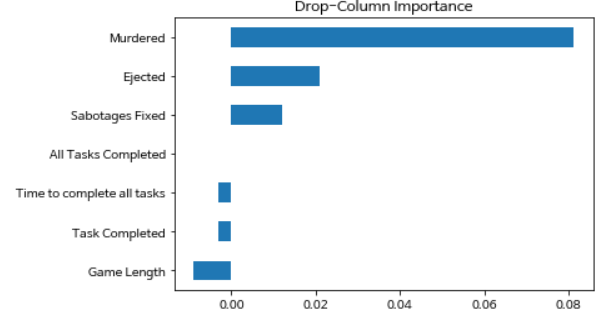 Drop-Column Importance
Murdered
Ejected
Sabotages Fixed
All Tasks Completed
Time to complete all tasks
Task Completed
Game Length
0.00 0.02 0.04 0.06 0.08